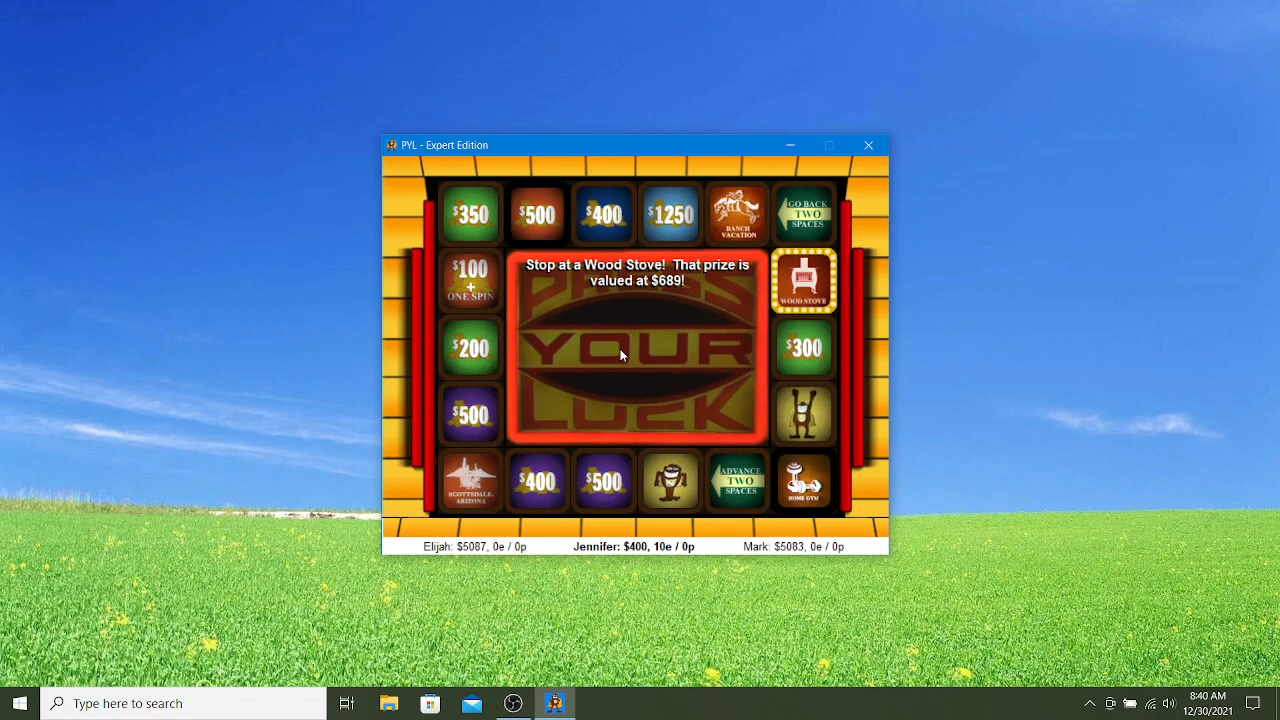 PYL - Expert Edition
$350
$500
$400
$1250
RANCH
VACATION
GO BACK
TWO
SPACES
$100
+
ONE SPIN
Stop at a Wood Stove! That prize is
valued at $689!
WOOD STOVE
PRESS
YOUR
LUCK
$200
$300
$500
SCOTTSDALE,
ARIZONA
$400
$500
ADVANCE
TWO
SPACES
HOME GYM
Elijah: $5087, 0e / 0p
Jennifer: $400, 10e / 0p
Mark: $5083, 0e / 0p
Type here to search
8:40 AM
12/30/2021